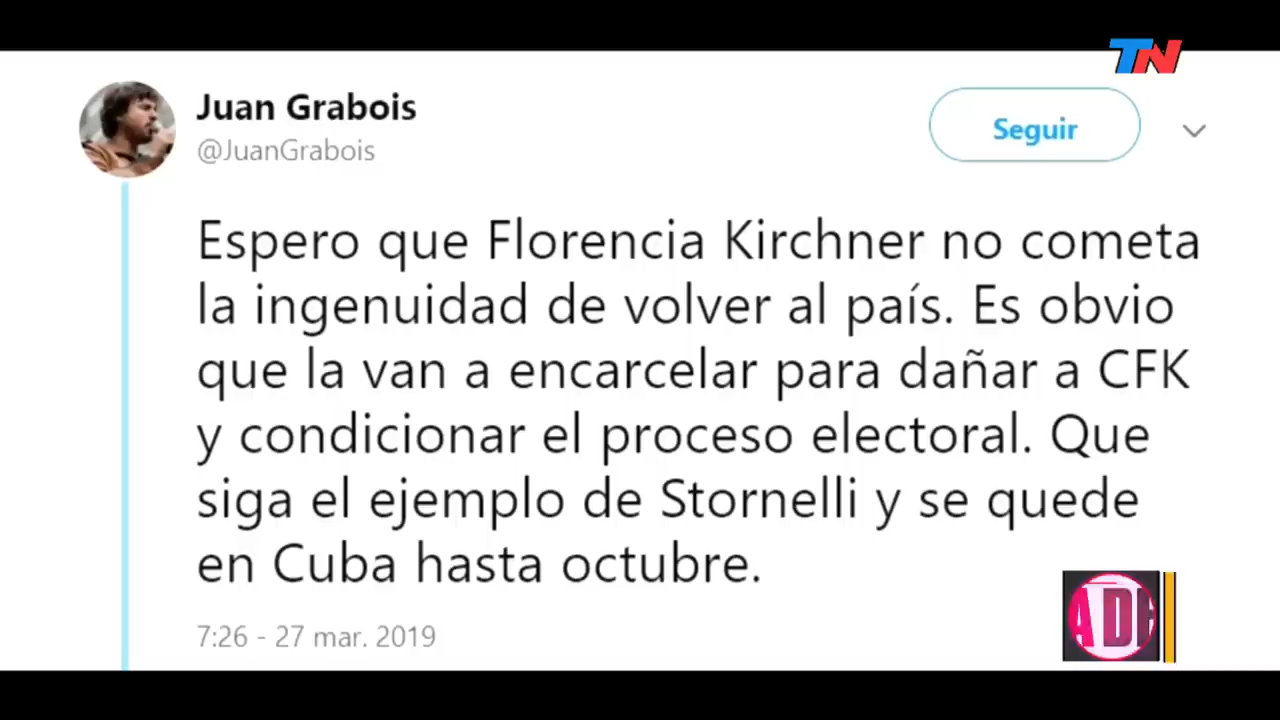 TN
Juan Grabois
@JuanGrabois
Seguir
Espero que Florencia Kirchner no cometa
la ingenuidad de volver al país. Es obvio
que la van a encarcelar para dañar a CFK
y condicionar el proceso electoral. Que
siga el ejemplo de Stornelli y se quede
en Cuba hasta octubre.
7:26 - 27 mar. 2019